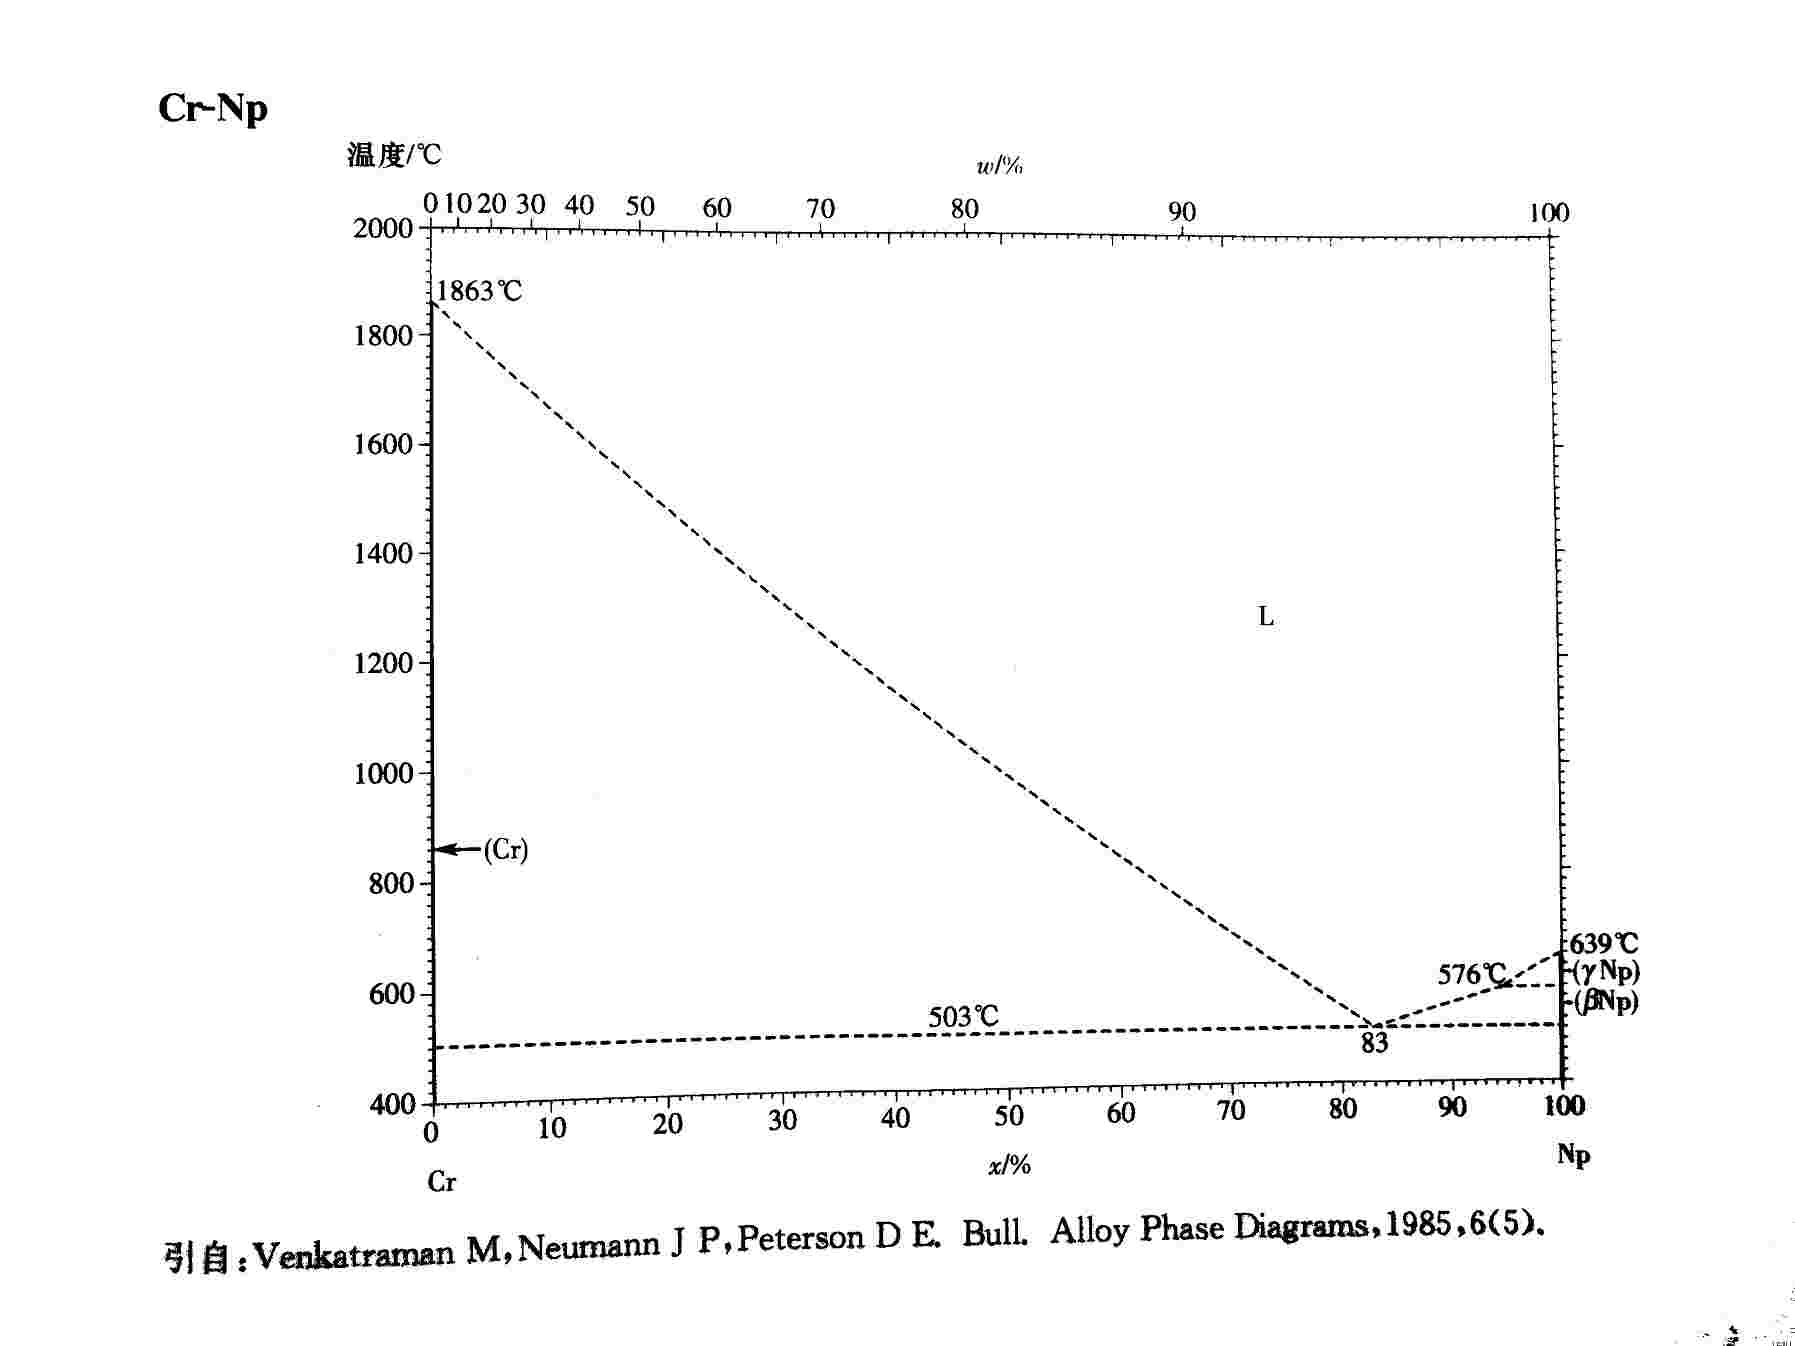 Cr-Np
温度/℃
w/%
0 10 20 30 40 50 60 70 80 90 100
2000
1863℃
1800
1600
1400
L
1200
1000
(Cr)
800
639℃
576℃ (γNp)
600 (βNp)
503℃
83
400
0 10 20 30 40 50 60 70 80 90 100
Cr x/% Np
引自:Venkatraman M,Neumann J P,Peterson D E. Bull. Alloy Phase Diagrams,1985,6(5).